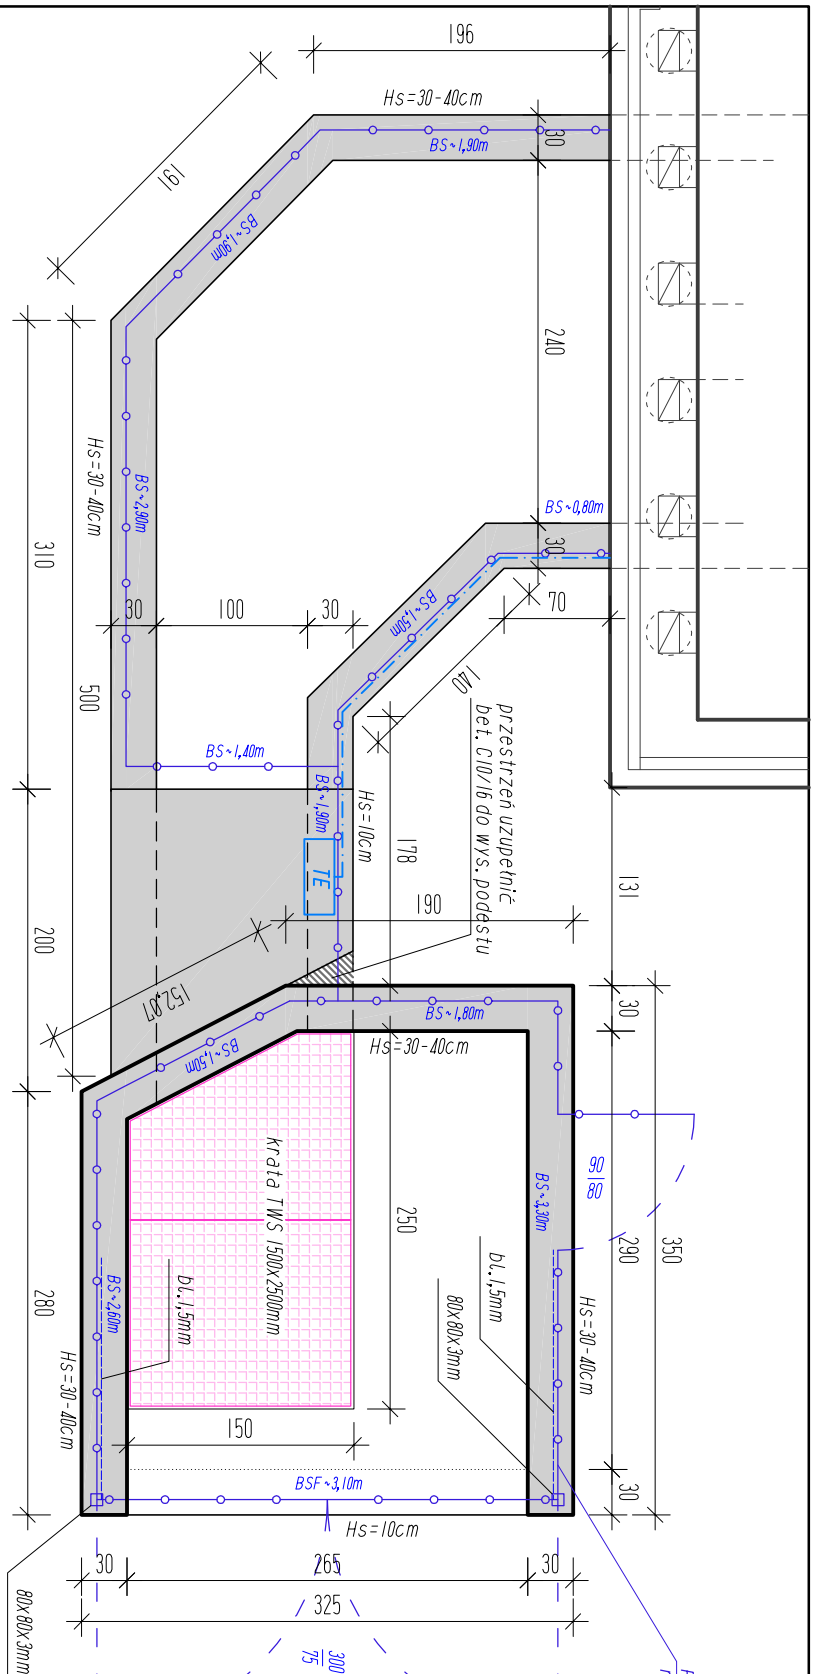 196
Hs=30-40cm
30
BS~1,90m
191
BS~1,90m
240
BS~0,80m
30
70
Hs=30-40cm
BS~2,90m
310
30
100
30
BS~1,50m
140
500
BS~1,40m
BS~1,90m
Hs=10cm
178
przestrzeń uzupełnić
bet. C10/16 do wys. podestu
131
TE
190
200
152,07
30
BS~1,80m
Hs=30-40cm
BS~1,50m
90
80
krata TWS 1500x2500mm
250
BS~3,30m
290
350
bl.1,5mm
80x80x3mm
Hs=30-40cm
280
BS~2,60m
bl.1,5mm
Hs=30-40cm
150
BSF~3,10m
30
Hs=10cm
30
265
30
325
80x80x3mm
300
75